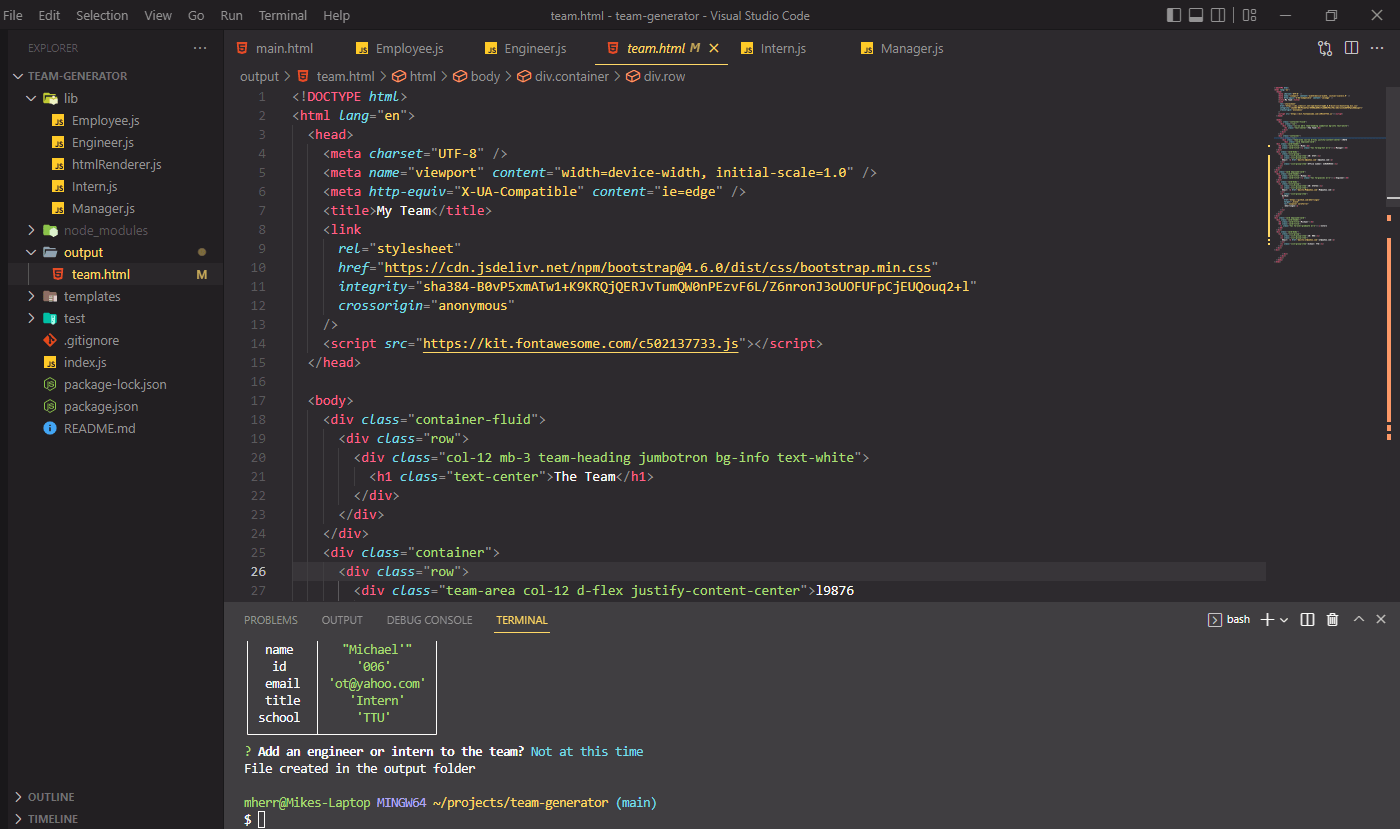 File Edit Selection View Go Run Terminal Help team.html - team-generator - Visual Studio Code
EXPLORER
TEAM-GENERATOR
lib
Employee.js
Engineer.js
htmlRenderer.js
Intern.js
Manager.js
node_modules
output
team.html M
templates
test
.gitignore
index.js
package-lock.json
package.json
README.md
OUTLINE
TIMELINE
main.html Employee.js Engineer.js team.html M Intern.js Manager.js
output > team.html > html > body > div.container > div.row
1 <!DOCTYPE html>
2 <html lang="en">
3 <head>
4 <meta charset="UTF-8" />
5 <meta name="viewport" content="width=device-width, initial-scale=1.0" />
6 <meta http-equiv="X-UA-Compatible" content="ie=edge" />
7 <title>My Team</title>
8 <link
9 rel="stylesheet"
10 href="https://cdn.jsdelivr.net/npm/bootstrap@4.6.0/dist/css/bootstrap.min.css"
11 integrity="sha384-B0vP5xmATw1+K9KRQjQERJvTumQW0nPEzvF6L/Z6nronJ3oUOFUFpCjEUQouq2+l"
12 crossorigin="anonymous"
13 />
14 <script src="https://kit.fontawesome.com/c502137733.js"></script>
15 </head>
16
17 <body>
18 <div class="container-fluid">
19 <div class="row">
20 <div class="col-12 mb-3 team-heading jumbotron bg-info text-white">
21 <h1 class="text-center">The Team</h1>
22 </div>
23 </div>
24 </div>
25 <div class="container">
26 <div class="row">
27 <div class="team-area col-12 d-flex justify-content-center">l9876
PROBLEMS OUTPUT DEBUG CONSOLE TERMINAL bash
name "Michael'"
id '006'
email 'ot@yahoo.com'
title 'Intern'
school 'TTU'
? Add an engineer or intern to the team? Not at this time
File created in the output folder
mherr@Mikes-Laptop MINGW64 ~/projects/team-generator (main)
$